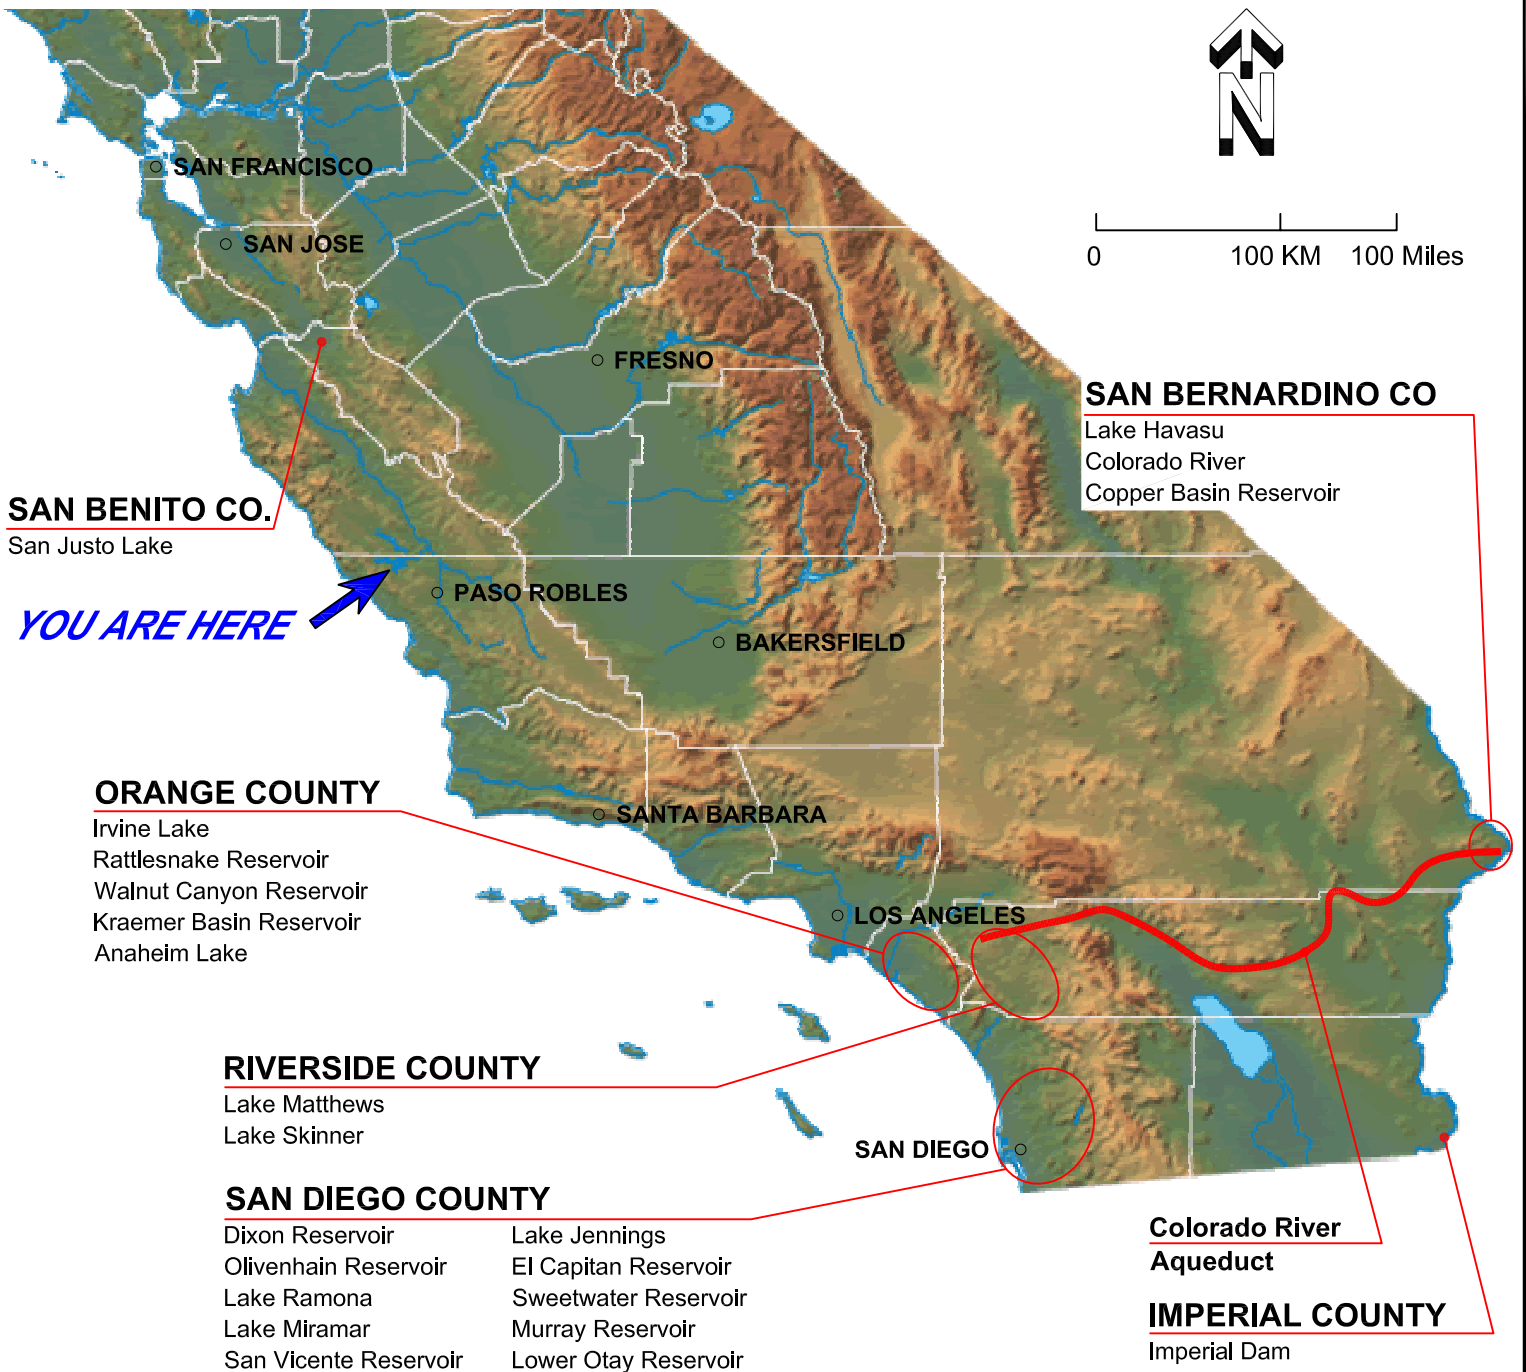 N
0 100 KM 100 Miles
SAN FRANCISCO
SAN JOSE
FRESNO
SAN BERNARDINO CO
Lake Havasu
Colorado River
Copper Basin Reservoir
SAN BENITO CO.
San Justo Lake
YOU ARE HERE
PASO ROBLES
BAKERSFIELD
ORANGE COUNTY
Irvine Lake
Rattlesnake Reservoir
Walnut Canyon Reservoir
Kraemer Basin Reservoir
Anaheim Lake
SANTA BARBARA
LOS ANGELES
RIVERSIDE COUNTY
Lake Matthews
Lake Skinner
SAN DIEGO
SAN DIEGO COUNTY
Dixon Reservoir
Olivenhain Reservoir
Lake Ramona
Lake Miramar
San Vicente Reservoir
Lake Jennings
El Capitan Reservoir
Sweetwater Reservoir
Murray Reservoir
Lower Otay Reservoir
Colorado River
Aqueduct
IMPERIAL COUNTY
Imperial Dam